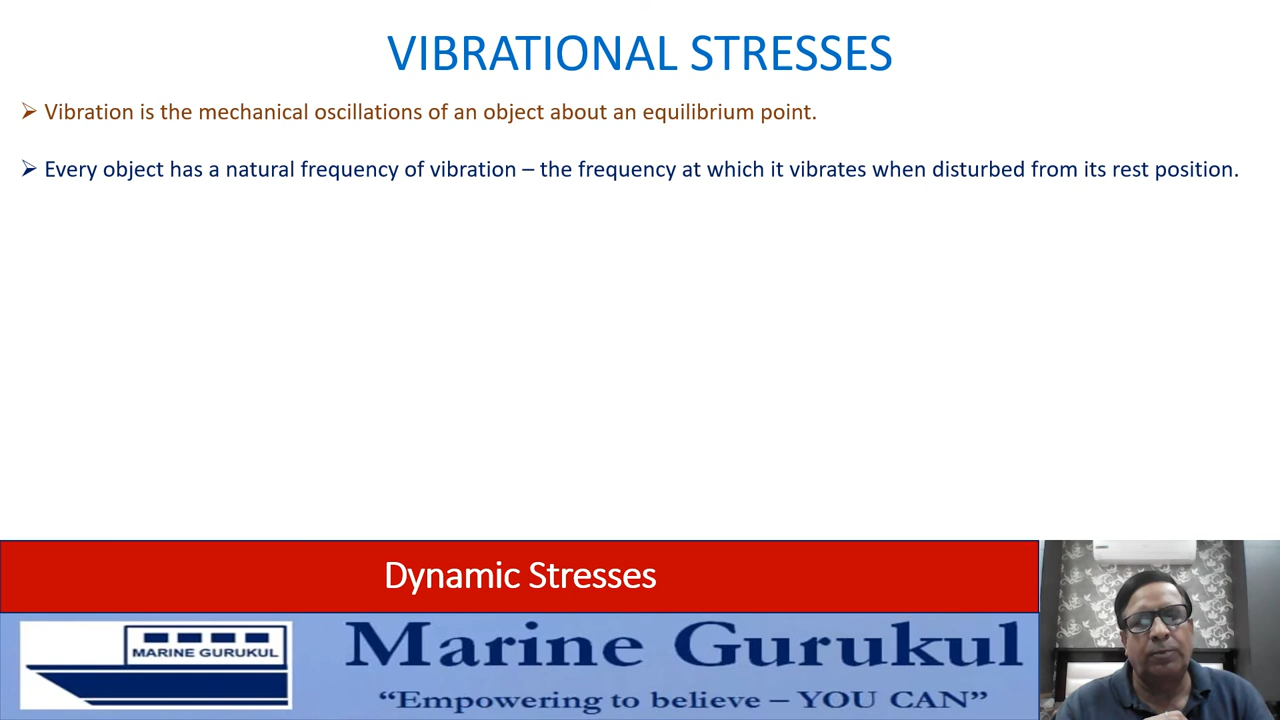 VIBRATIONAL STRESSES
➢ Vibration is the mechanical oscillations of an object about an equilibrium point.
➢ Every object has a natural frequency of vibration – the frequency at which it vibrates when disturbed from its rest position.
Dynamic Stresses
MARINE GURUKUL
Marine Gurukul
“Empowering to believe – YOU CAN”